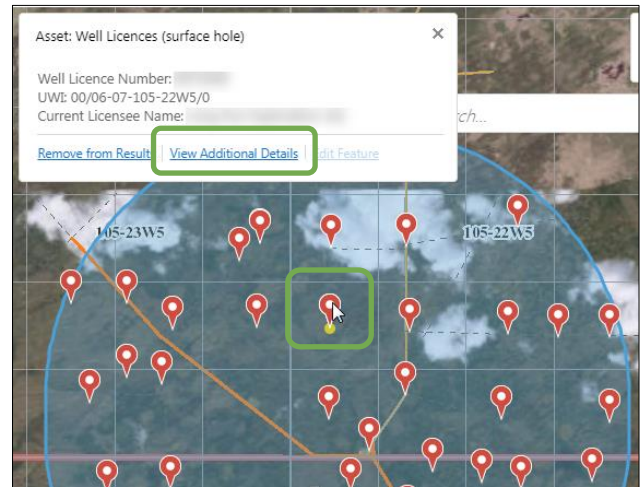 Asset: Well Licences (surface hole)
Well Licence Number:
UWI: 00/06-07-105-22W5/0
Current Licensee Name:
Remove from Results | View Additional Details | Edit Feature
105-23W5
105-22W5